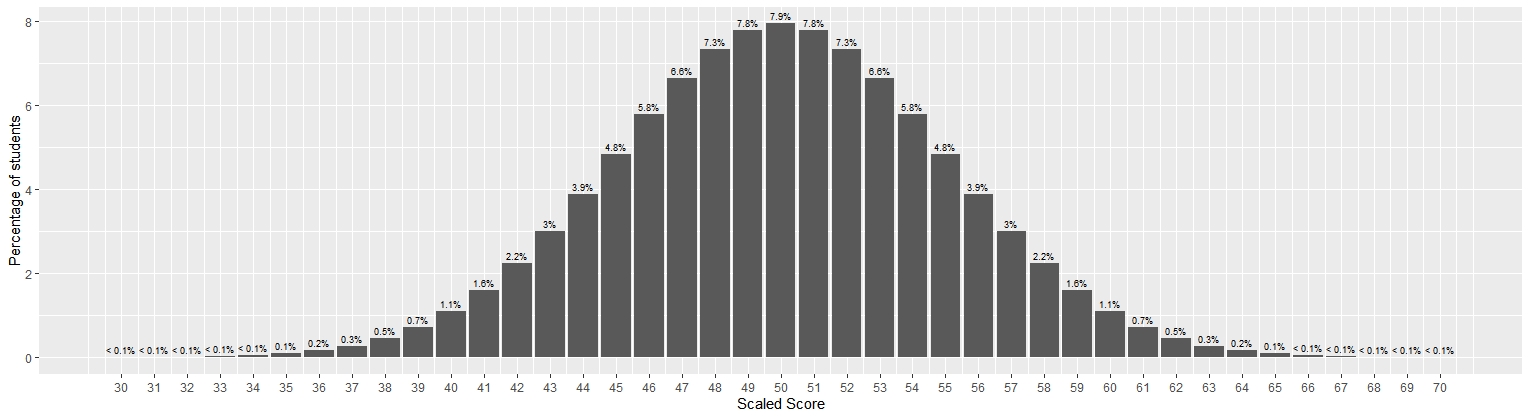 Percentage of students
8
6
4
2
0
< 0.1% < 0.1% < 0.1% < 0.1% < 0.1% 0.1% 0.2% 0.3% 0.5% 0.7% 1.1% 1.6% 2.2% 3% 3.9% 4.8% 5.8% 6.6% 7.3% 7.8% 7.9% 7.8% 7.3% 6.6% 5.8% 4.8% 3.9% 3% 2.2% 1.6% 1.1% 0.7% 0.5% 0.3% 0.2% 0.1% < 0.1% < 0.1% < 0.1% < 0.1% < 0.1%
30 31 32 33 34 35 36 37 38 39 40 41 42 43 44 45 46 47 48 49 50 51 52 53 54 55 56 57 58 59 60 61 62 63 64 65 66 67 68 69 70
Scaled Score